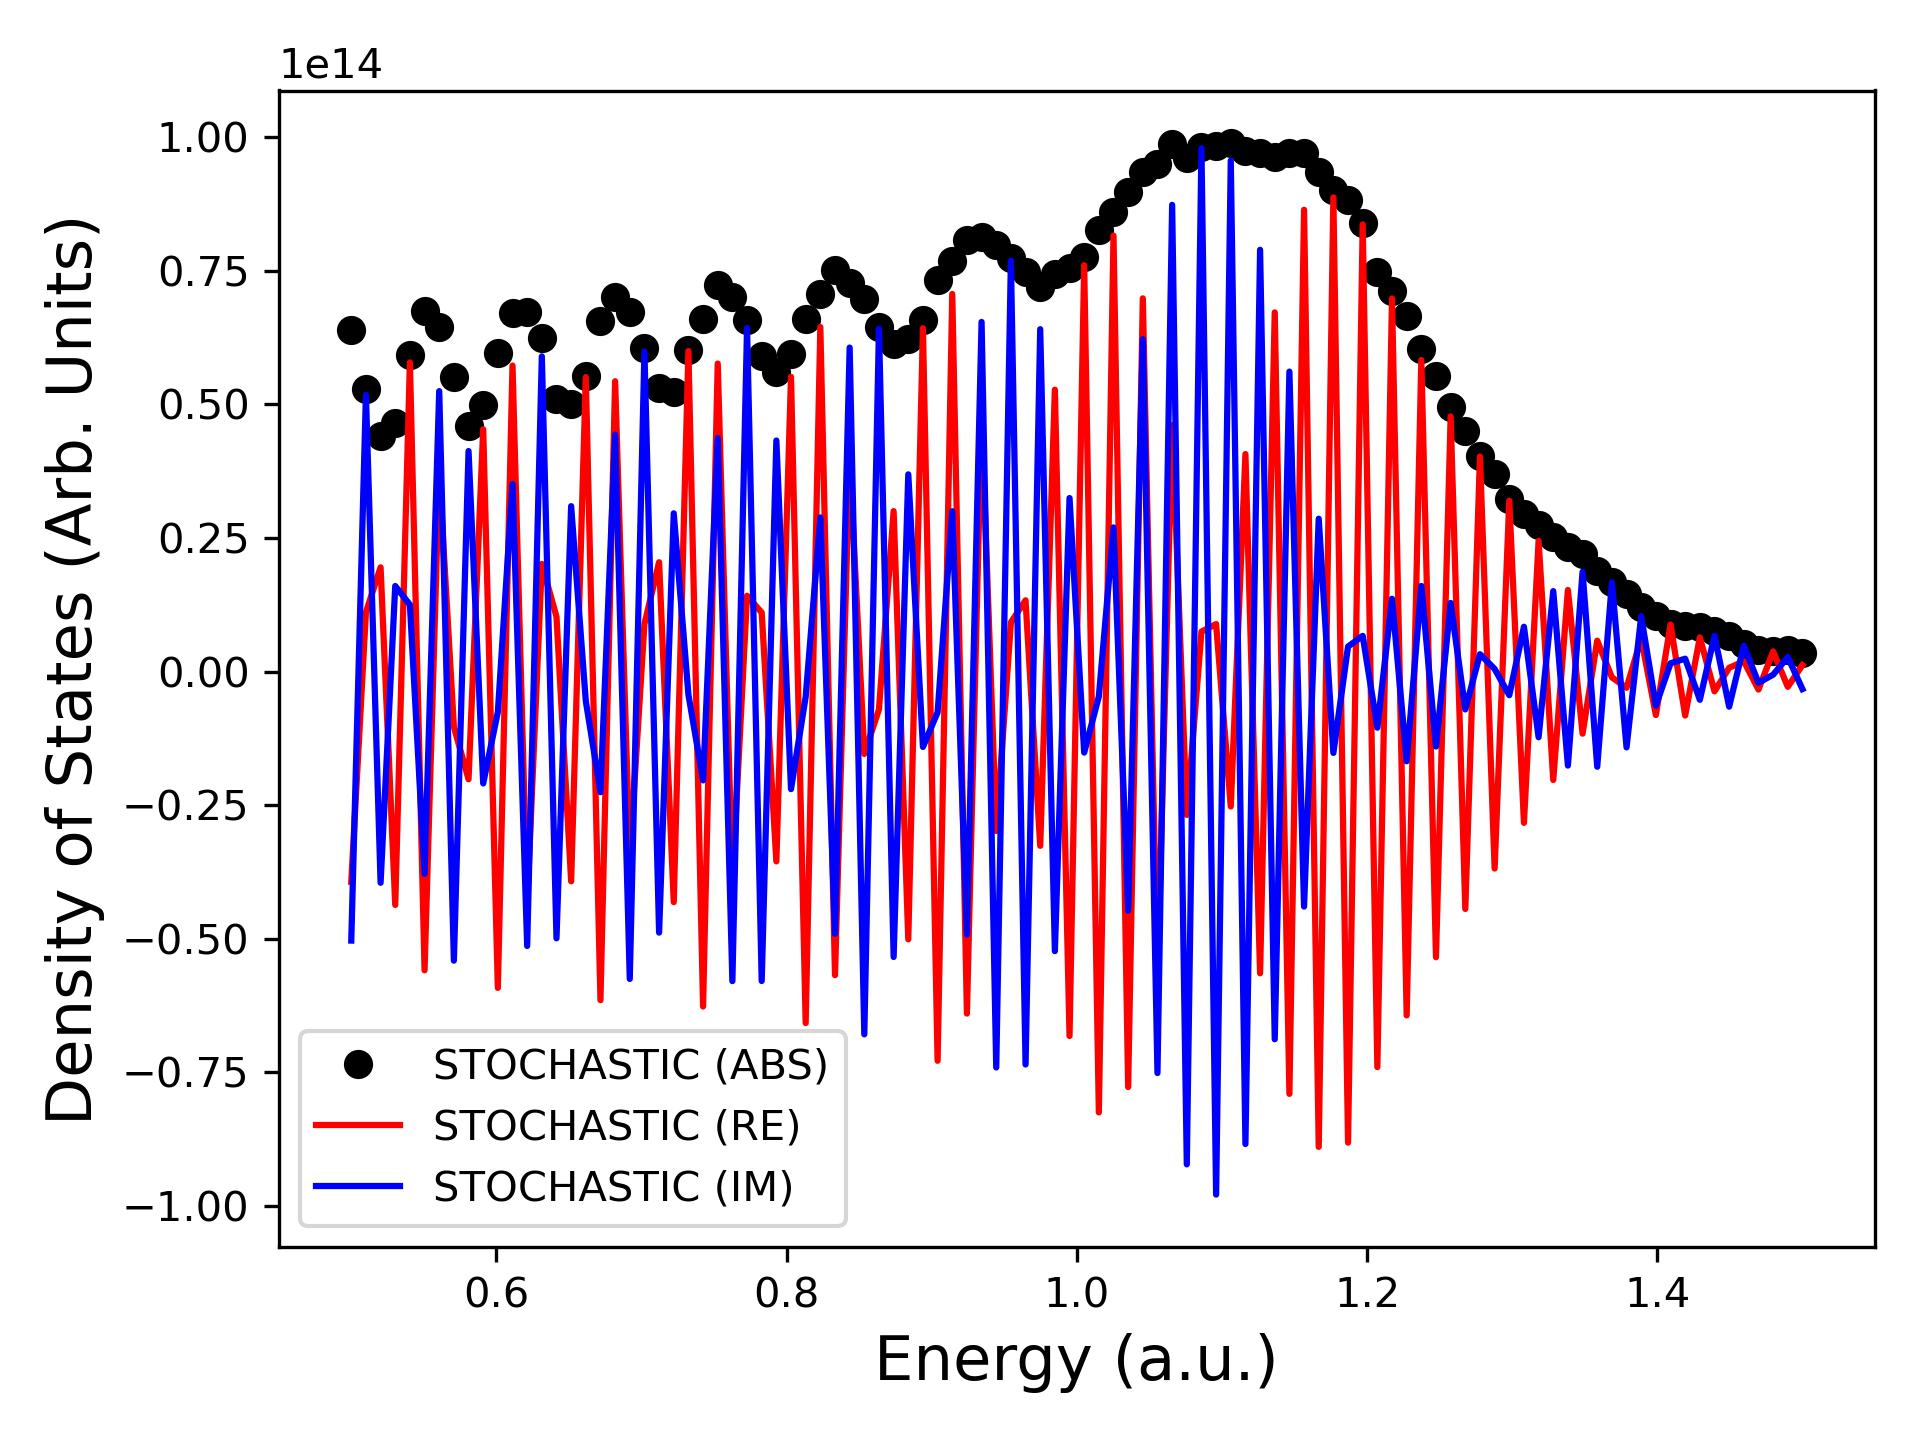 1e14
1.00
0.75
0.50
0.25
0.00
−0.25
−0.50
−0.75
−1.00
Density of States (Arb. Units)
STOCHASTIC (ABS)
STOCHASTIC (RE)
STOCHASTIC (IM)
0.6 0.8 1.0 1.2 1.4
Energy (a.u.)